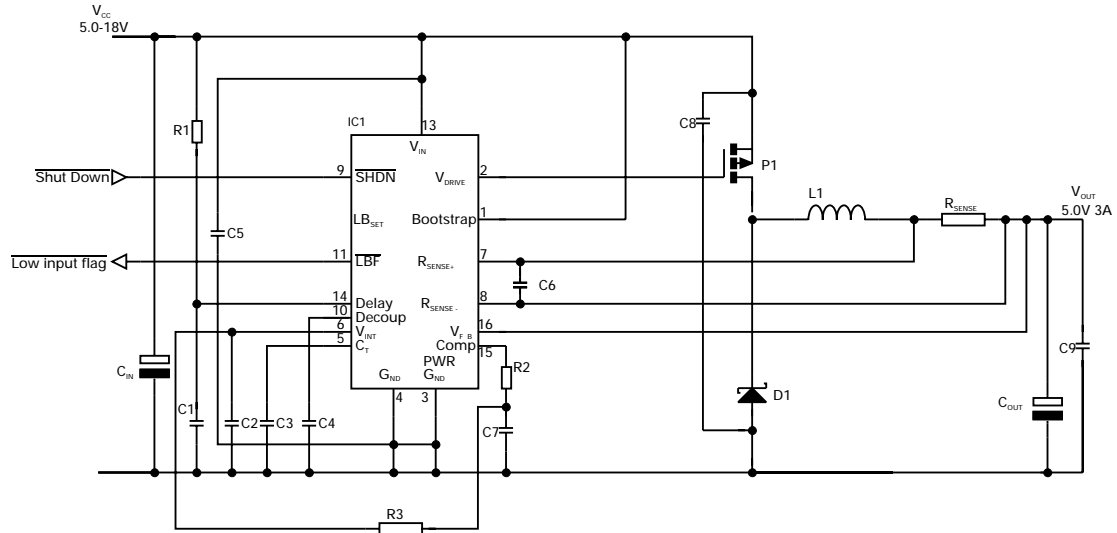 VCC
5.0-18V
C8
R1
IC1
13
VIN
P1
Shut Down
9
SHDN
VDRIVE
2
L1
RSENSE
VOUT
5.0V 3A
LBSET
Bootstrap
1
C5
Low input flag
11
LBF
RSENSE+
7
C6
14
Delay
RSENSE -
8
10
Decoup
6
VINT
VF B
16
5
CT
Comp
15
C9
PWR
R2
CIN
GND
GND
D1
4
3
COUT
C1
C2
C3
C4
C7
R3